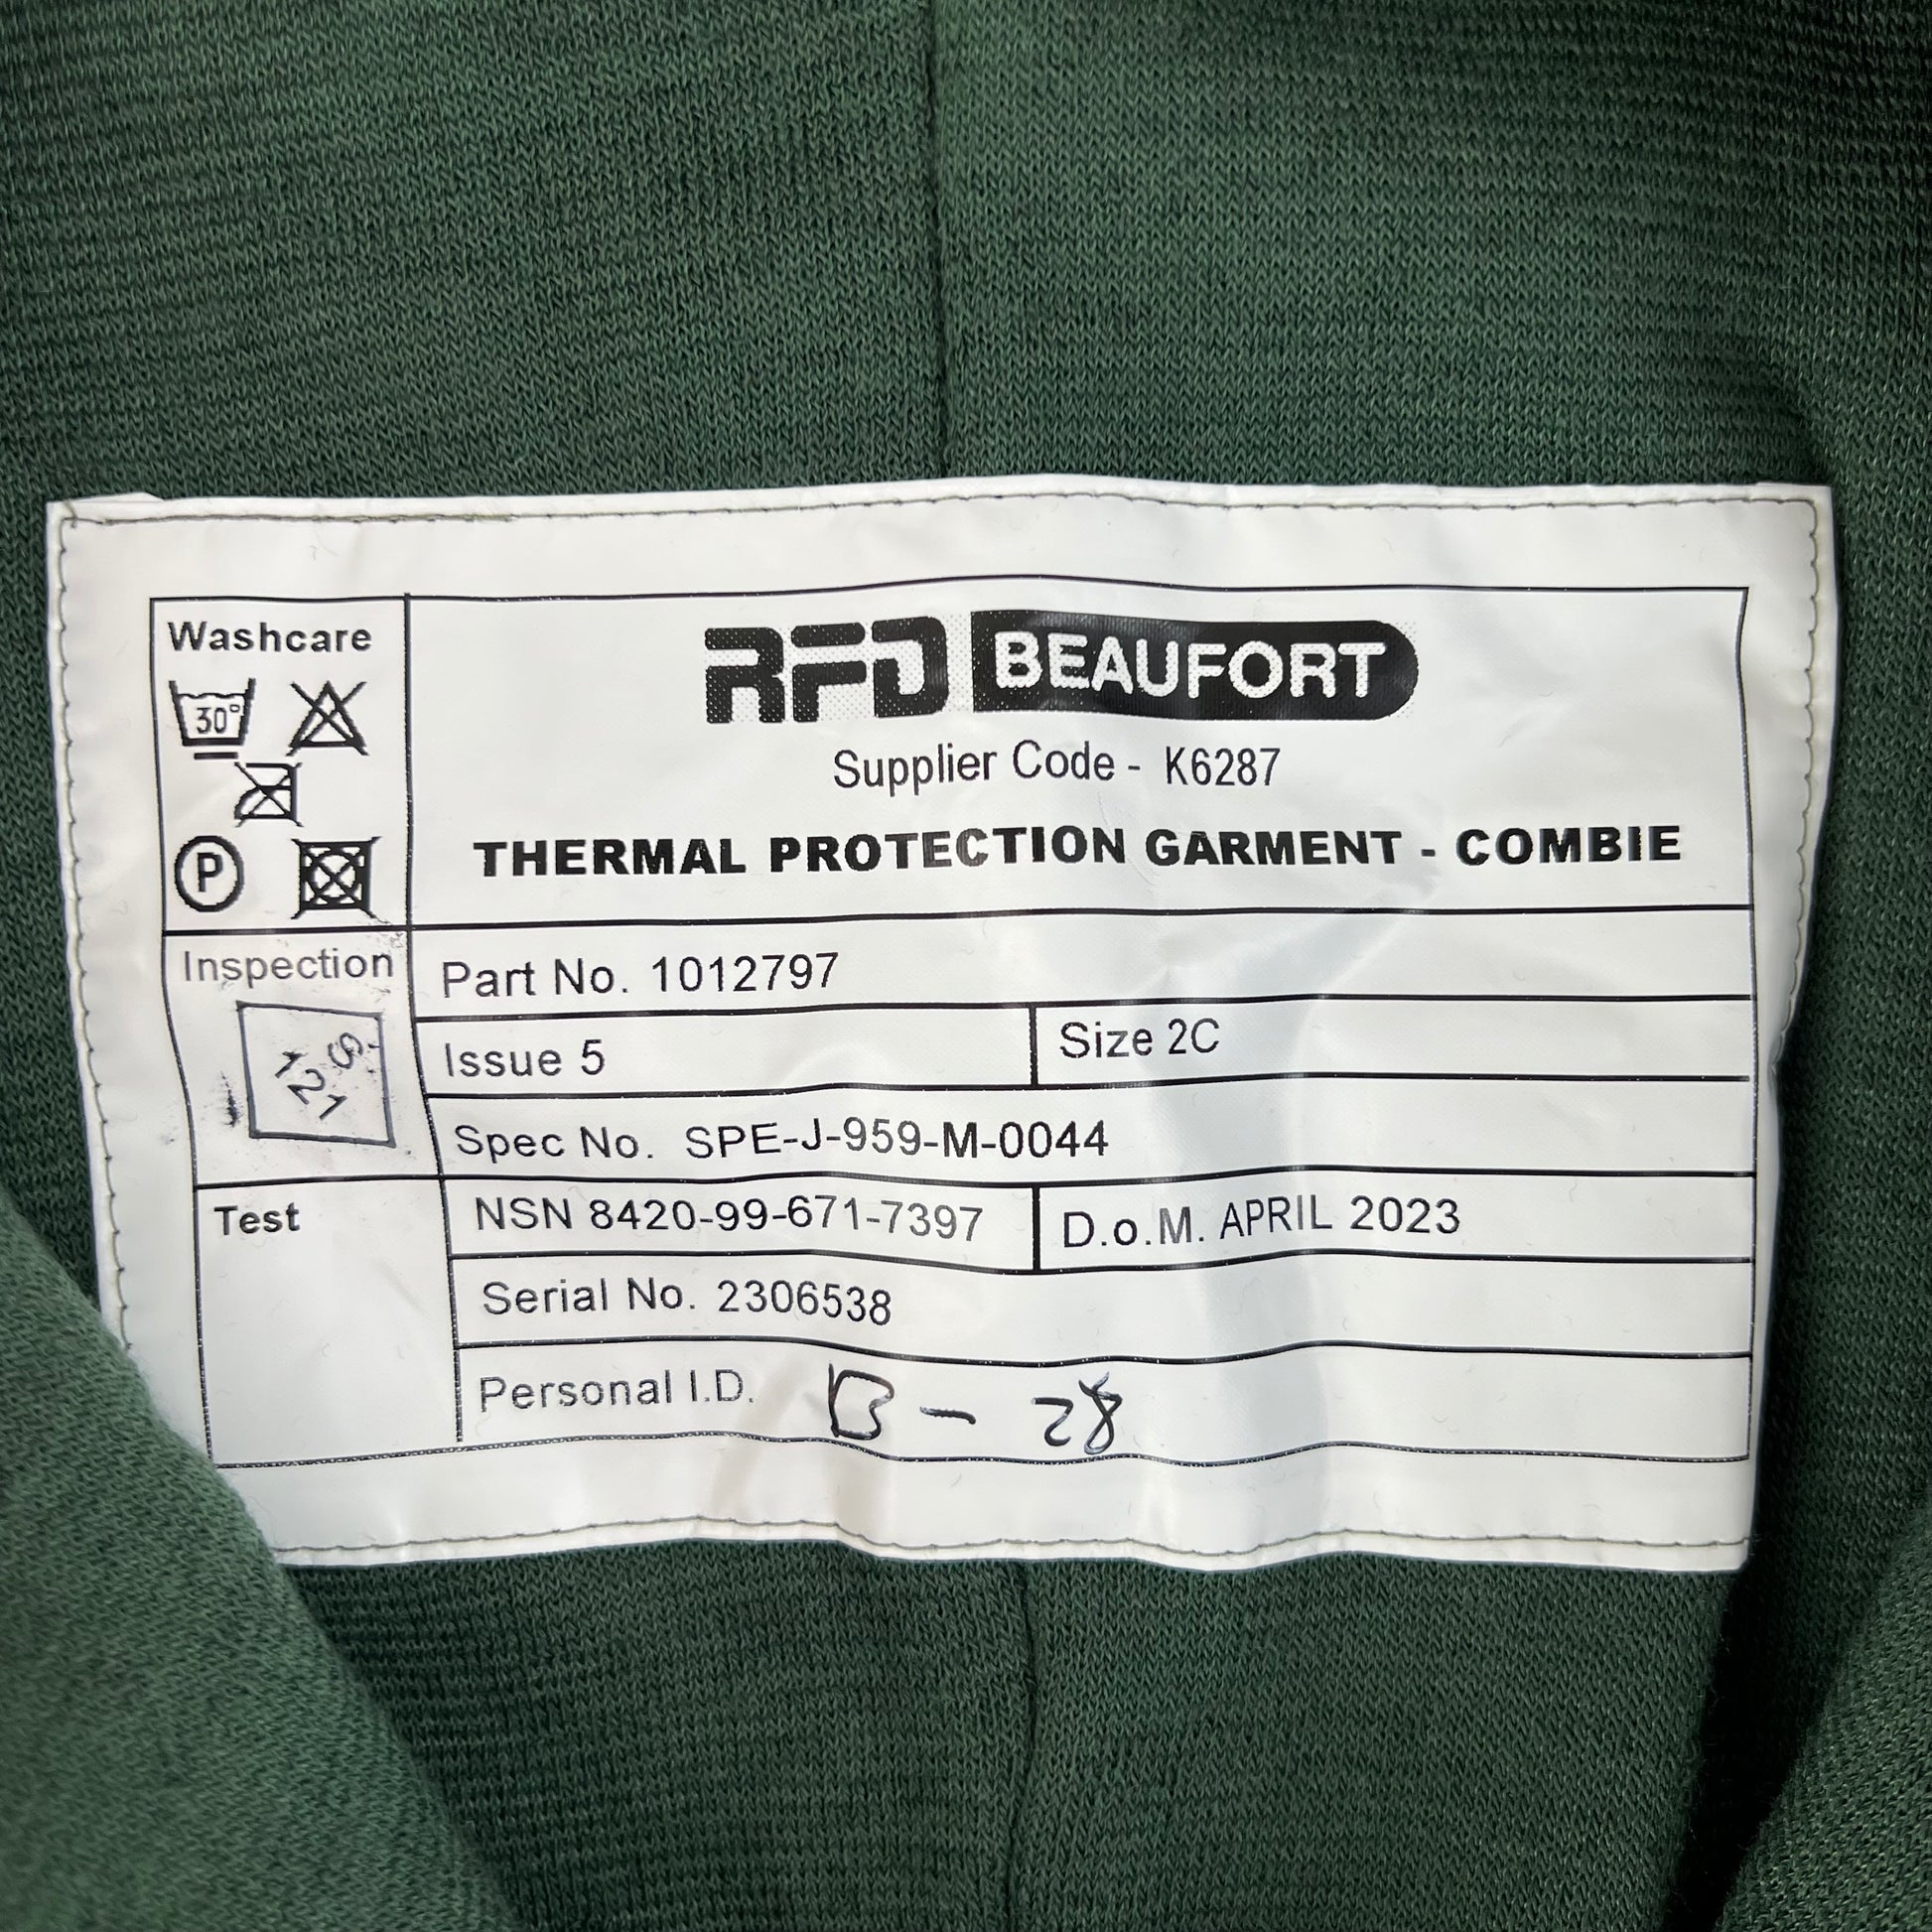 Washcare
30°
P
RFD BEAUFORT
Supplier Code - K6287
THERMAL PROTECTION GARMENT - COMBIE
Inspection
S
121
Part No. 1012797
Issue 5
Size 2C
Spec No. SPE-J-959-M-0044
Test
NSN 8420-99-671-7397
D.o.M. APRIL 2023
Serial No. 2306538
Personal I.D. B - 28